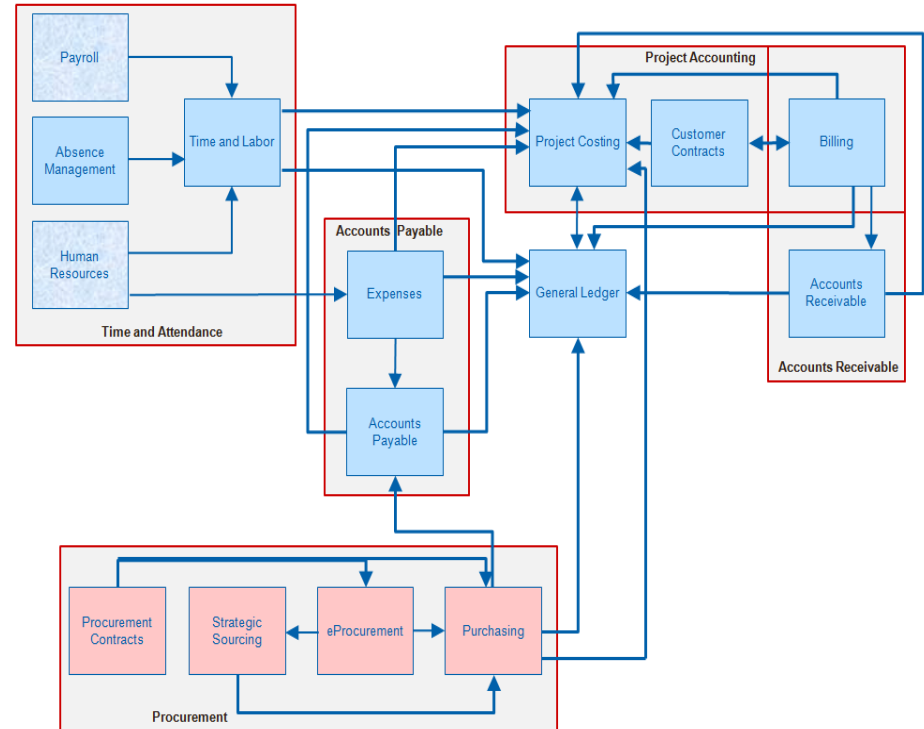 Payroll
Absence
Management
Human
Resources
Time and Labor
Time and Attendance
Project Accounting
Project Costing
Customer
Contracts
Billing
Accounts Payable
Expenses
General Ledger
Accounts
Receivable
Accounts Receivable
Accounts
Payable
Procurement
Contracts
Strategic
Sourcing
eProcurement
Purchasing
Procurement